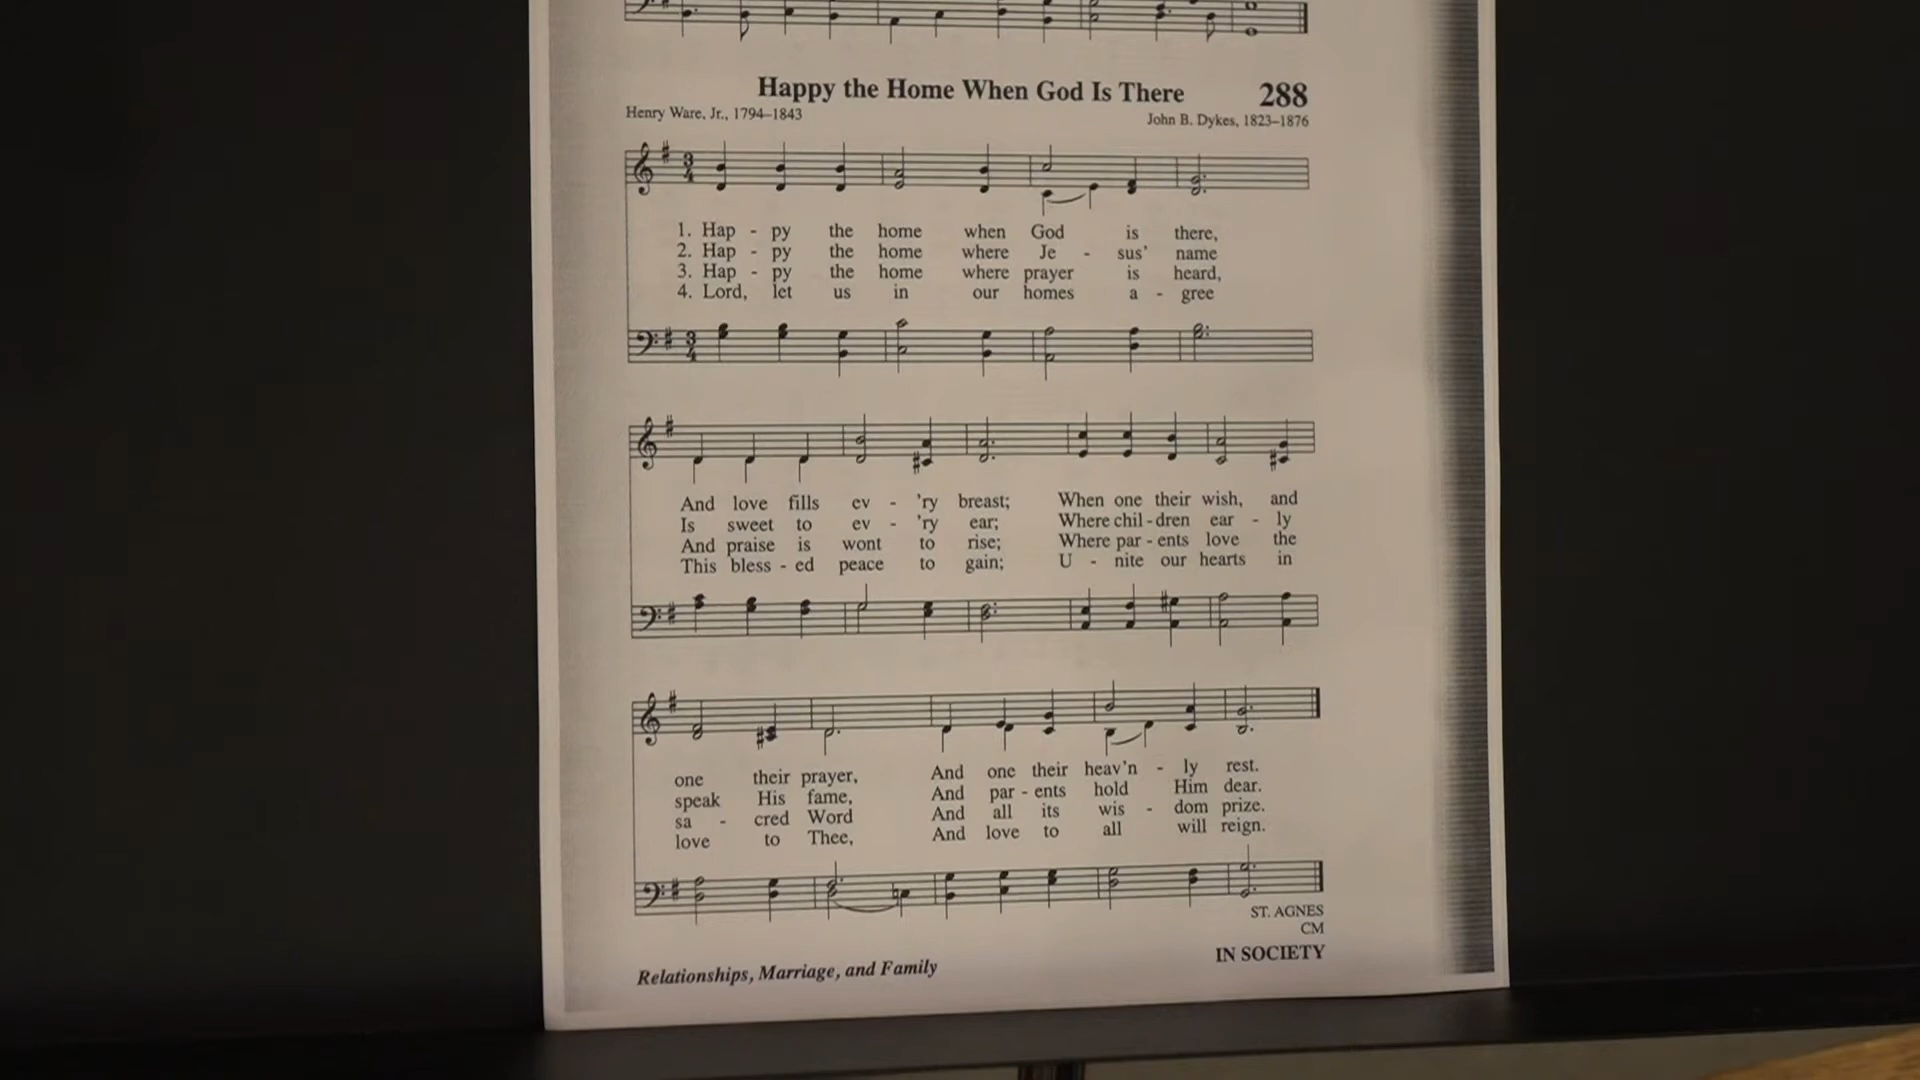 Happy the Home When God Is There 288
Henry Ware, Jr., 1794–1843 John B. Dykes, 1823–1876
1. Hap - py the home when God is there,
2. Hap - py the home where Je - sus' name
3. Hap - py the home where prayer is heard,
4. Lord, let us in our homes a - gree
And love fills ev - 'ry breast; When one their wish, and
Is sweet to ev - 'ry ear; Where chil - dren ear - ly
And praise is wont to rise; Where par - ents love the
This bless - ed peace to gain; U - nite our hearts in
one their prayer, And one their heav'n - ly rest.
speak His fame, And par - ents hold Him dear.
sa - cred Word And all its wis - dom prize.
love to Thee, And love to all will reign.
ST. AGNES
CM
Relationships, Marriage, and Family IN SOCIETY